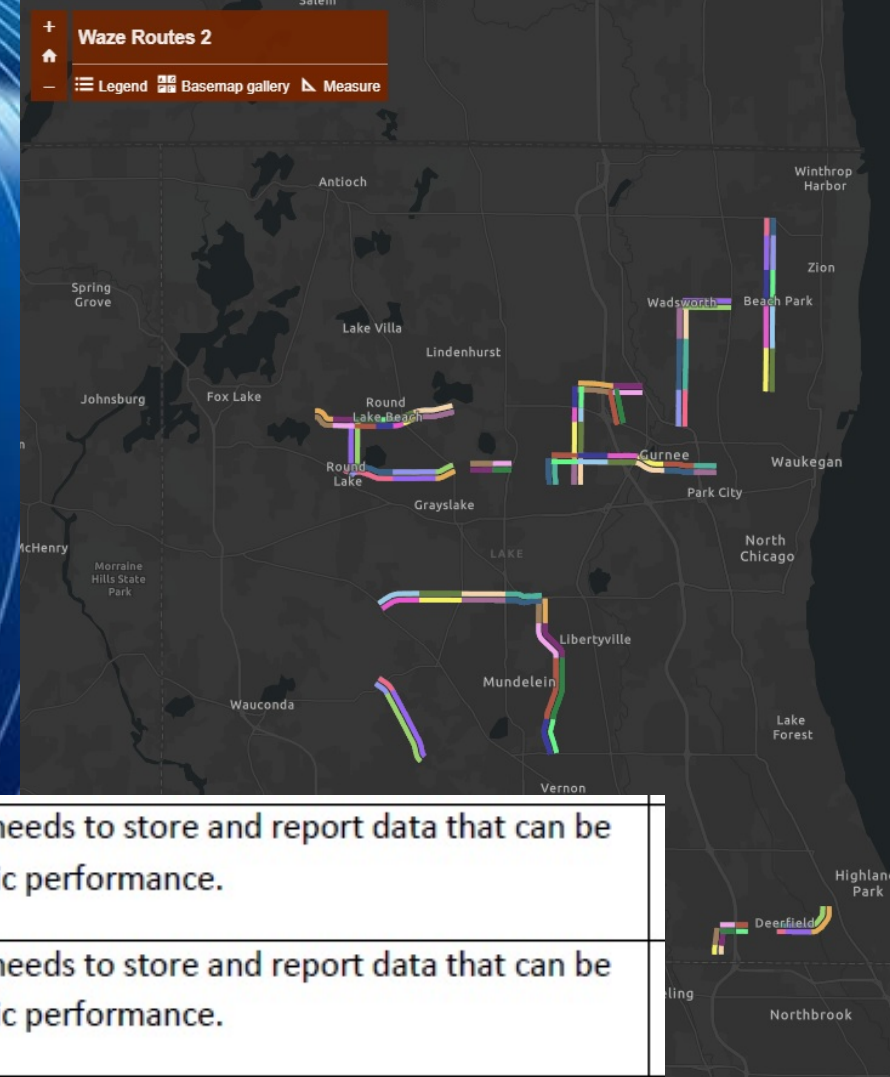 Salem
+
Waze Routes 2
−
Legend Basemap gallery Measure
Winthrop
Harbor
Antioch
Zion
Spring
Grove
Wadsworth
Beach Park
Lake Villa
Lindenhurst
Johnsburg
Fox Lake
Round
Lake Beach
Gurnee
Waukegan
Round
Lake
Park City
Grayslake
North
Chicago
McHenry
LAKE
Morraine
Hills State
Park
Libertyville
Mundelein
Wauconda
Lake
Forest
Vernon
needs to store and report data that can be
ic performance.
Highlan
Park
Deerfield
needs to store and report data that can be
ic performance.
eling
Northbrook